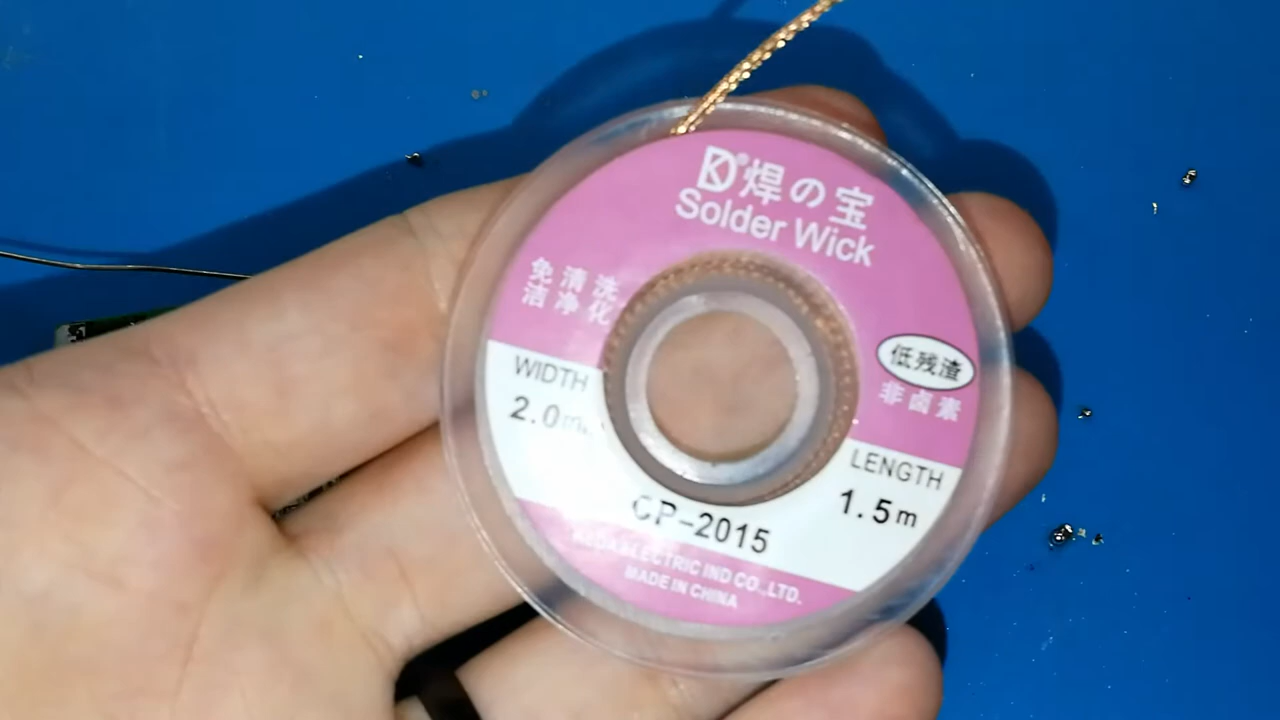 D®焊の宝
Solder Wick
免清洗
洁净化
低残渣
非卤素
WIDTH
2.0mm
LENGTH
1.5m
CP-2015
ELECTRIC IND CO.,LTD.
MADE IN CHINA